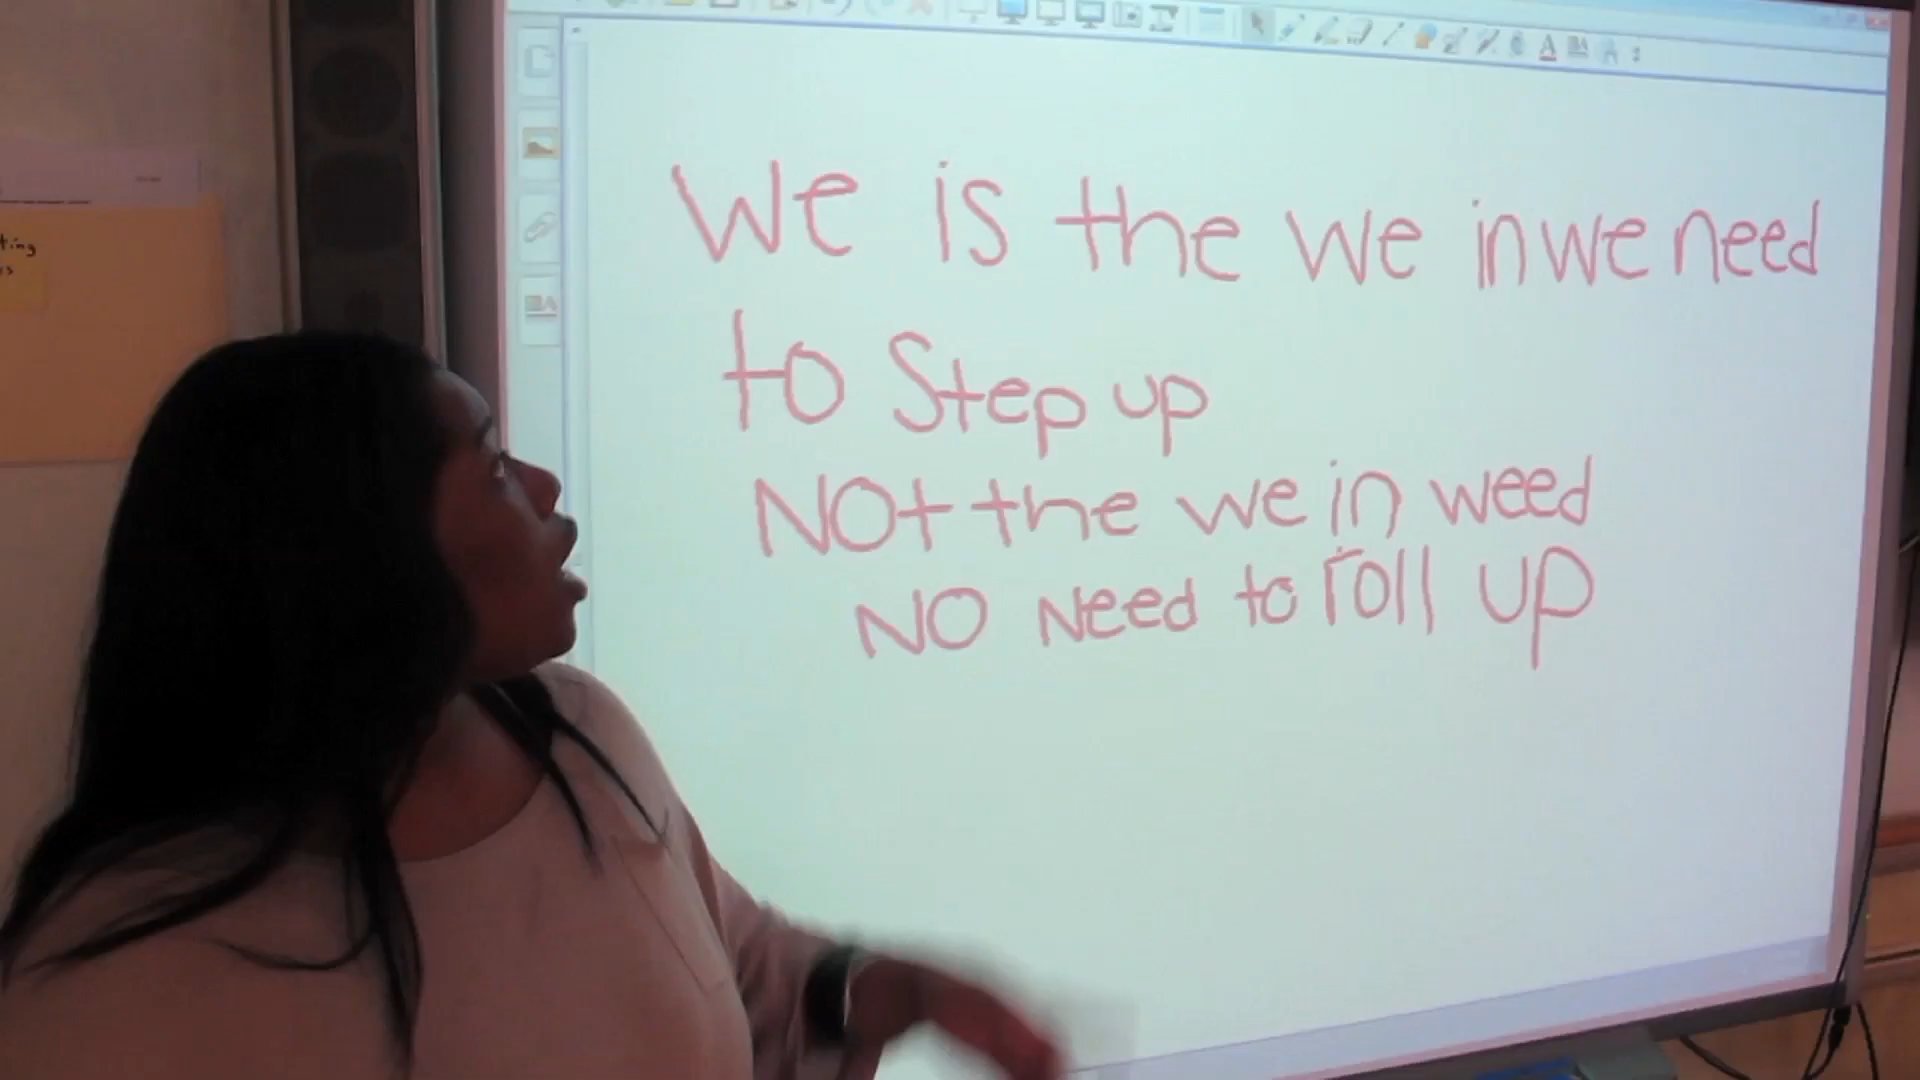 We is the we in we need
to Step up
NOt the we in weed
NO Need to roll up
ting